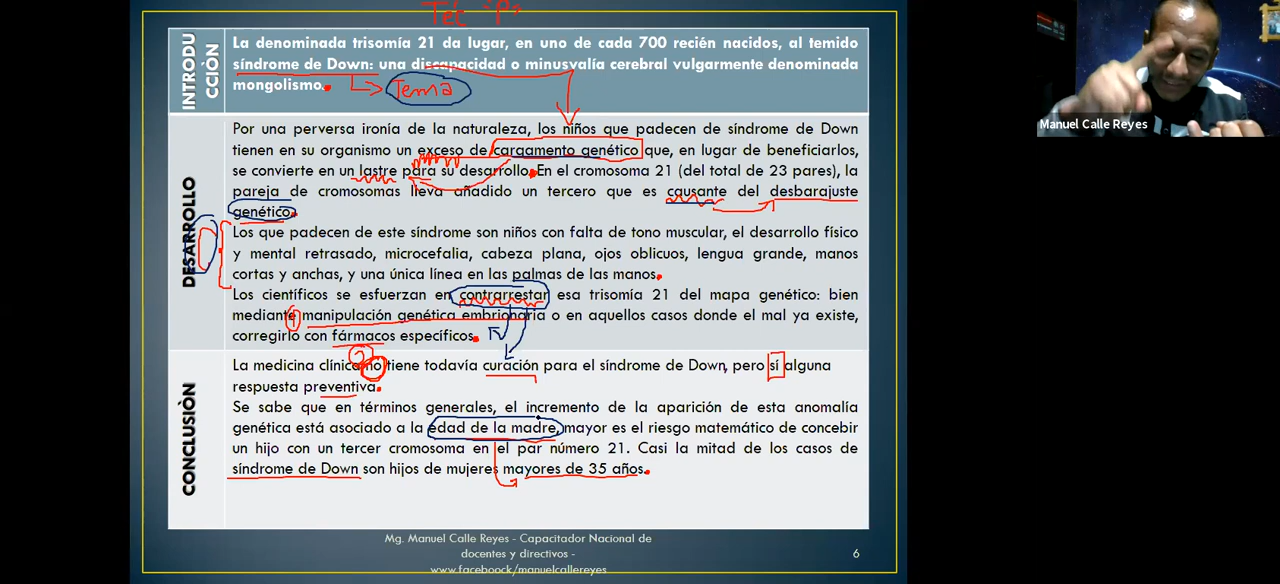 Téc
INTRODU
CCIÓN
La denominada trisomía 21 da lugar, en uno de cada 700 recién nacidos, al temido
síndrome de Down: una discapacidad o minusvalía cerebral vulgarmente denominada
mongolismo.
Tema
DESARROLLO
Por una perversa ironía de la naturaleza, los niños que padecen de síndrome de Down
tienen en su organismo un exceso de cargamento genético que, en lugar de beneficiarlos,
se convierte en un lastre para su desarrollo. En el cromosoma 21 (del total de 23 pares), la
pareja de cromosomas lleva añadido un tercero que es causante del desbarajuste
genético.
Los que padecen de este síndrome son niños con falta de tono muscular, el desarrollo físico
y mental retrasado, microcefalia, cabeza plana, ojos oblicuos, lengua grande, manos
cortas y anchas, y una única línea en las palmas de las manos.
Los científicos se esfuerzan en contrarrestar esa trisomía 21 del mapa genético: bien
mediante manipulación genética embrionaria o en aquellos casos donde el mal ya existe,
corregirlo con fármacos específicos.
CONCLUSIÒN
La medicina clínica no tiene todavía curación para el síndrome de Down, pero sí alguna
respuesta preventiva.
Se sabe que en términos generales, el incremento de la aparición de esta anomalía
genética está asociado a la edad de la madre, mayor es el riesgo matemático de concebir
un hijo con un tercer cromosoma en el par número 21. Casi la mitad de los casos de
síndrome de Down son hijos de mujeres mayores de 35 años.
Mg. Manuel Calle Reyes - Capacitador Nacional de
docentes y directivos -
www.faceboock/manuelcallereyes
6
Manuel Calle Reyes